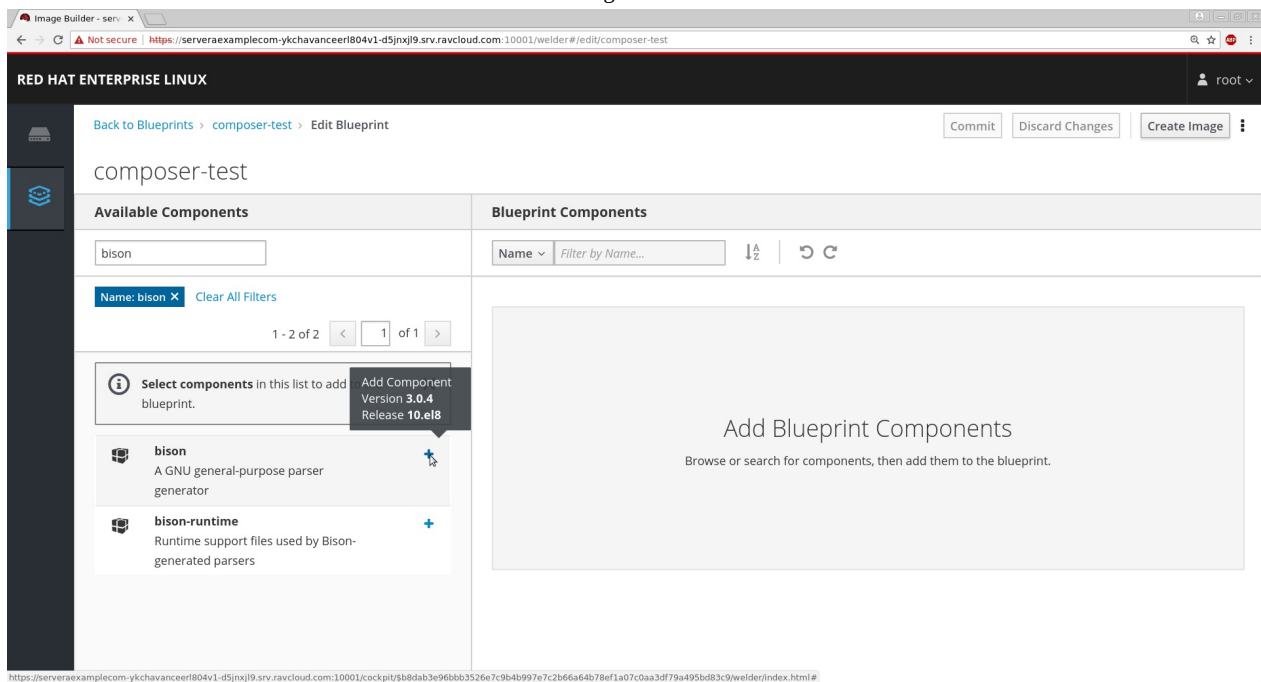 Image Builder - serv
Not secure | https://serveraexamplecom-ykchavanceerl804v1-d5jnxjl9.srv.ravcloud.com:10001/welder#/edit/composer-test
RED HAT ENTERPRISE LINUX
root
Back to Blueprints > composer-test > Edit Blueprint
Commit
Discard Changes
Create Image
composer-test
Available Components
Blueprint Components
bison
Name
Filter by Name...
Name: bison ×
Clear All Filters
1 - 2 of 2
1 of 1
Select components in this list to add
blueprint.
Add Component
Version 3.0.4
Release 10.el8
bison
A GNU general-purpose parser
generator
bison-runtime
Runtime support files used by Bison-
generated parsers
Add Blueprint Components
Browse or search for components, then add them to the blueprint.
https://serveraexamplecom-ykchavanceerl804v1-d5jnxjl9.srv.ravcloud.com:10001/cockpit/$b8dab3e96bbb3526e7c9b4b997e7c2b66a64b78ef1a07c0aa3df79a495bd83c9/welder/index.html#